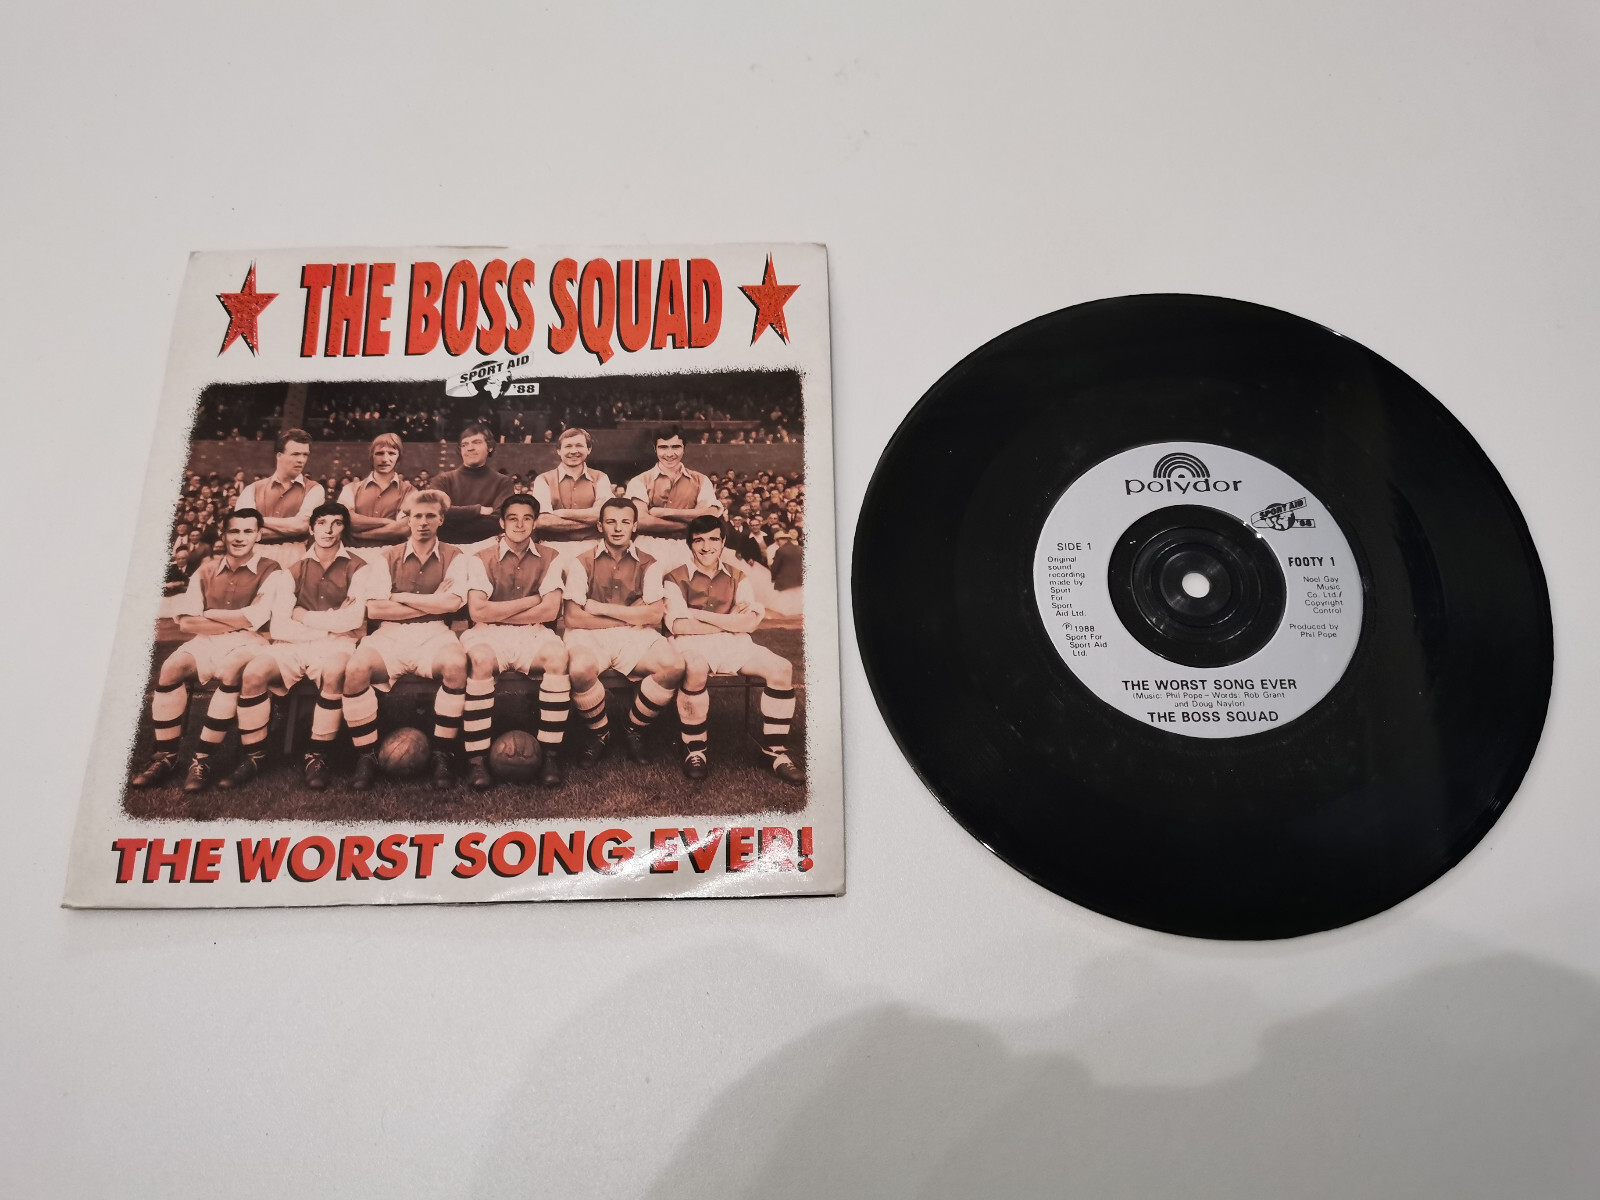 THE BOSS SQUAD
SPORT AID
'88
THE WORST SONG EVER!
polydor
SPORT AID
'88
SIDE 1
Original
sound
recording
made by
Sport
For
Sport
Aid Ltd.
℗ 1988
Sport For
Sport Aid
Ltd.
FOOTY 1
Noel Gay
Music
Co. Ltd./
Copyright
Control
Produced by
Phil Pope
THE WORST SONG EVER
(Music: Phil Pope – Words: Rob Grant
and Doug Naylor)
THE BOSS SQUAD